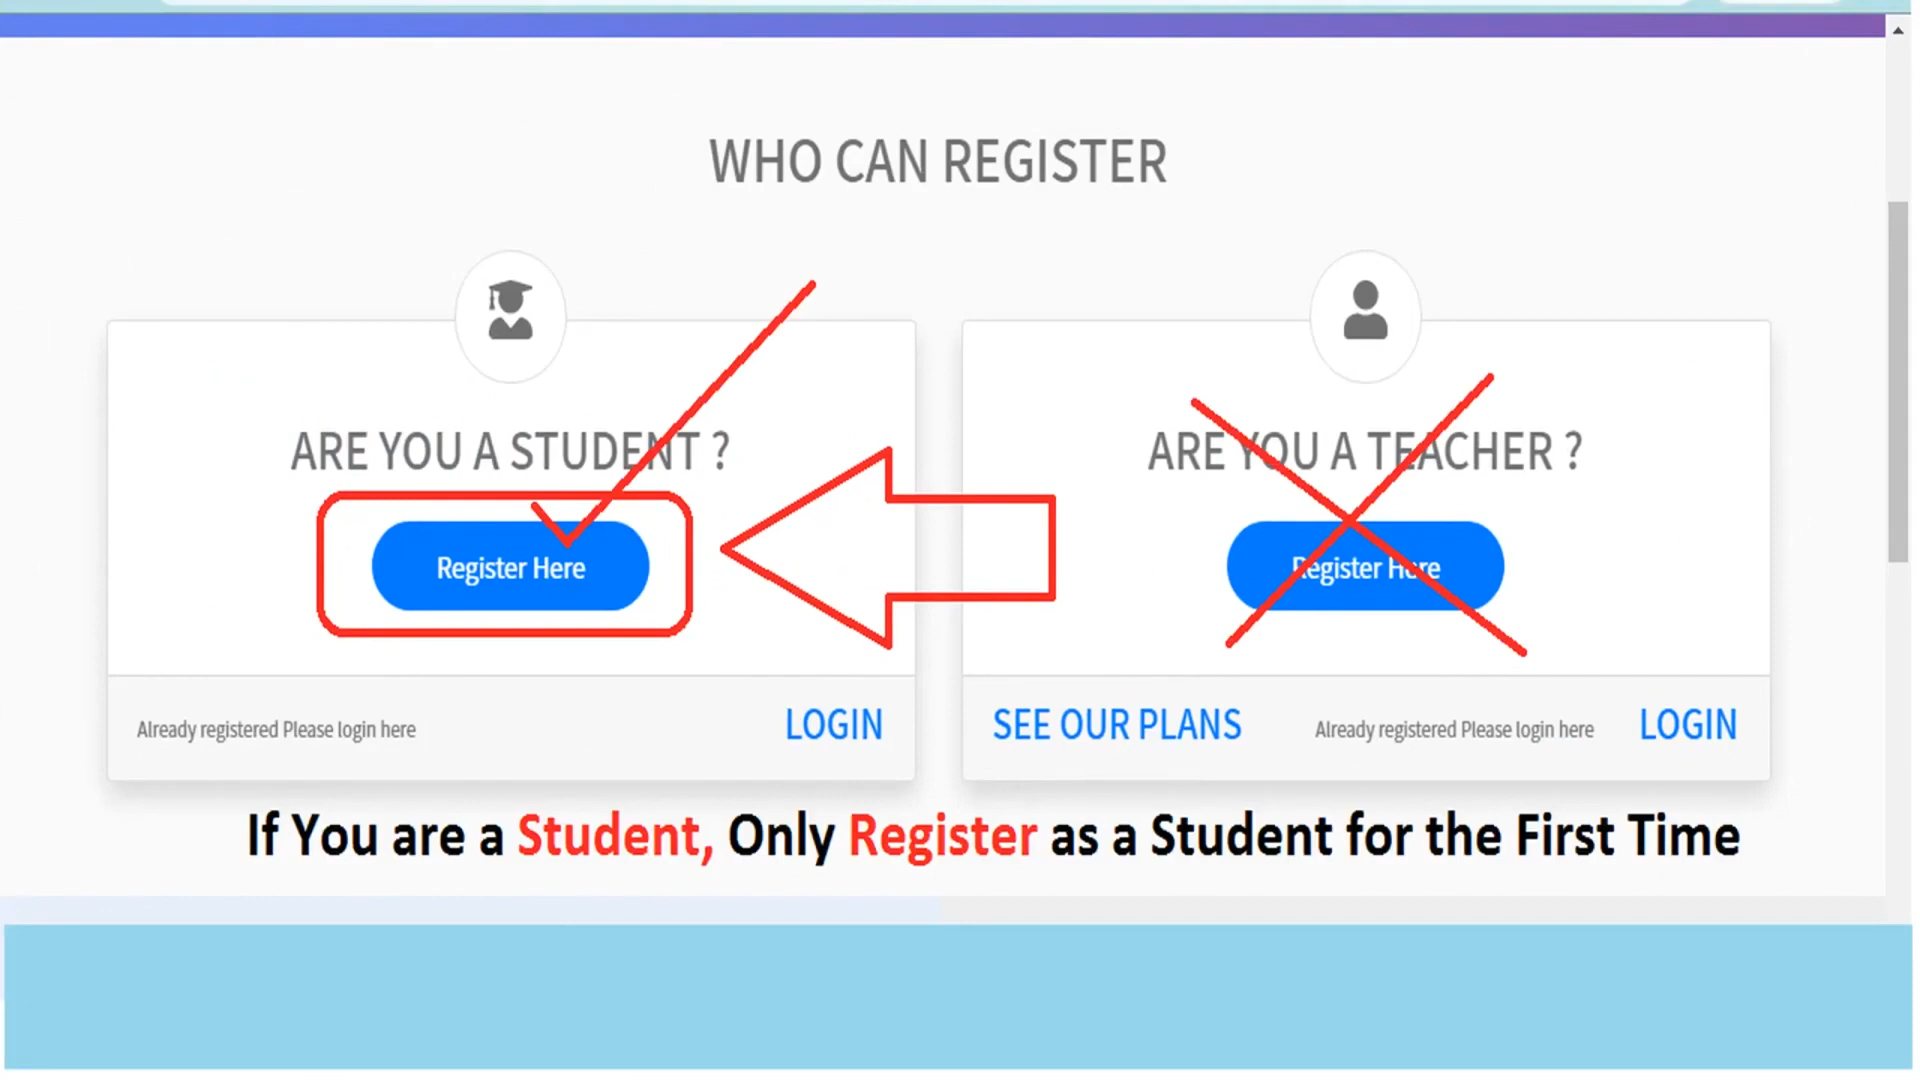 WHO CAN REGISTER
ARE YOU A STUDENT ?
Register Here
Already registered Please login here
LOGIN
ARE YOU A TEACHER ?
Register Here
SEE OUR PLANS
Already registered Please login here
LOGIN
If You are a Student, Only Register as a Student for the First Time